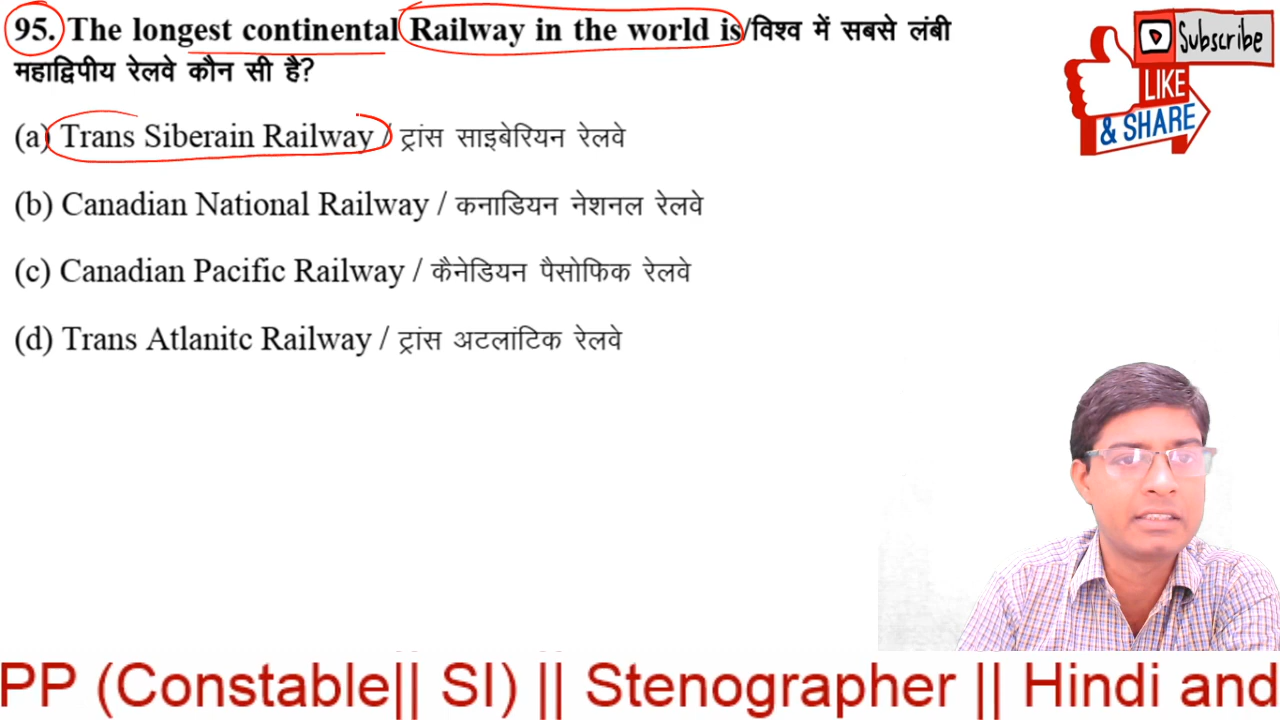 95. The longest continental Railway in the world is/विश्व में सबसे लंबी
महाद्विपीय रेलवे कौन सी है?
(a) Trans Siberain Railway / ट्रांस साइबेरियन रेलवे
(b) Canadian National Railway / कनाडियन नेशनल रेलवे
(c) Canadian Pacific Railway / कैनेडियन पैसोफिक रेलवे
(d) Trans Atlanitc Railway / ट्रांस अटलांटिक रेलवे
Subscribe
LIKE
& SHARE
PP (Constable|| SI) || Stenographer || Hindi and